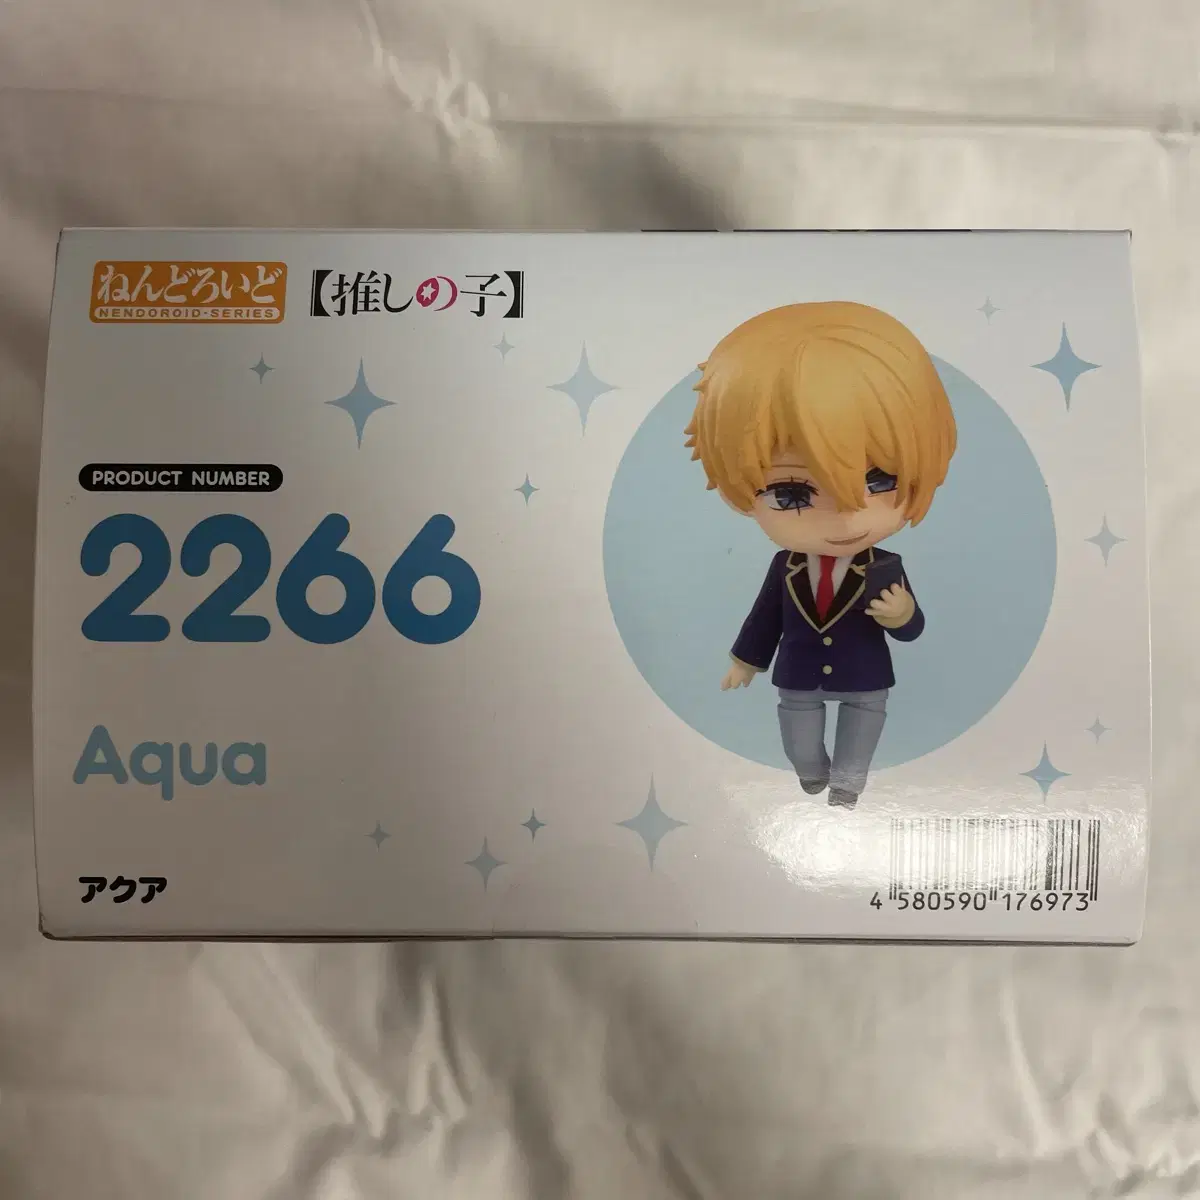 ねんどろいど
NENDOROID-SERIES
【推しの子】
PRODUCT NUMBER
2266
Aqua
アクア
4 580590 176973